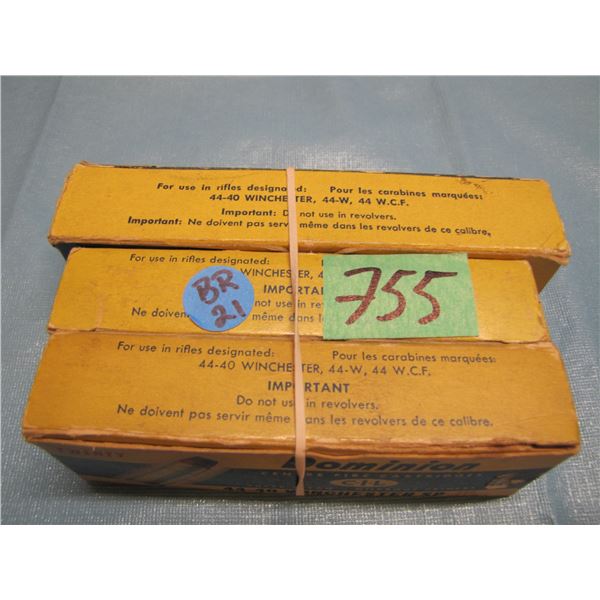 For use in rifles designated: Pour les carabines marquées:
44-40 WINCHESTER, 44-W, 44 W.C.F.
Important: Do not use in revolvers.
Important: Ne doivent pas servir même dans les revolvers de ce calibre.
For use in rifles designated:
WINCHESTER,
not use in
Ne doivent même dans
BR
21
755
For use in rifles designated: Pour les carabines marquées:
44-40 WINCHESTER, 44-W, 44 W.C.F.
IMPORTANT
Do not use in revolvers.
Ne doivent pas servir même dans les revolvers de ce calibre.
TWENTY
Dominion
C-I-L
44-40 WINCHESTER SP